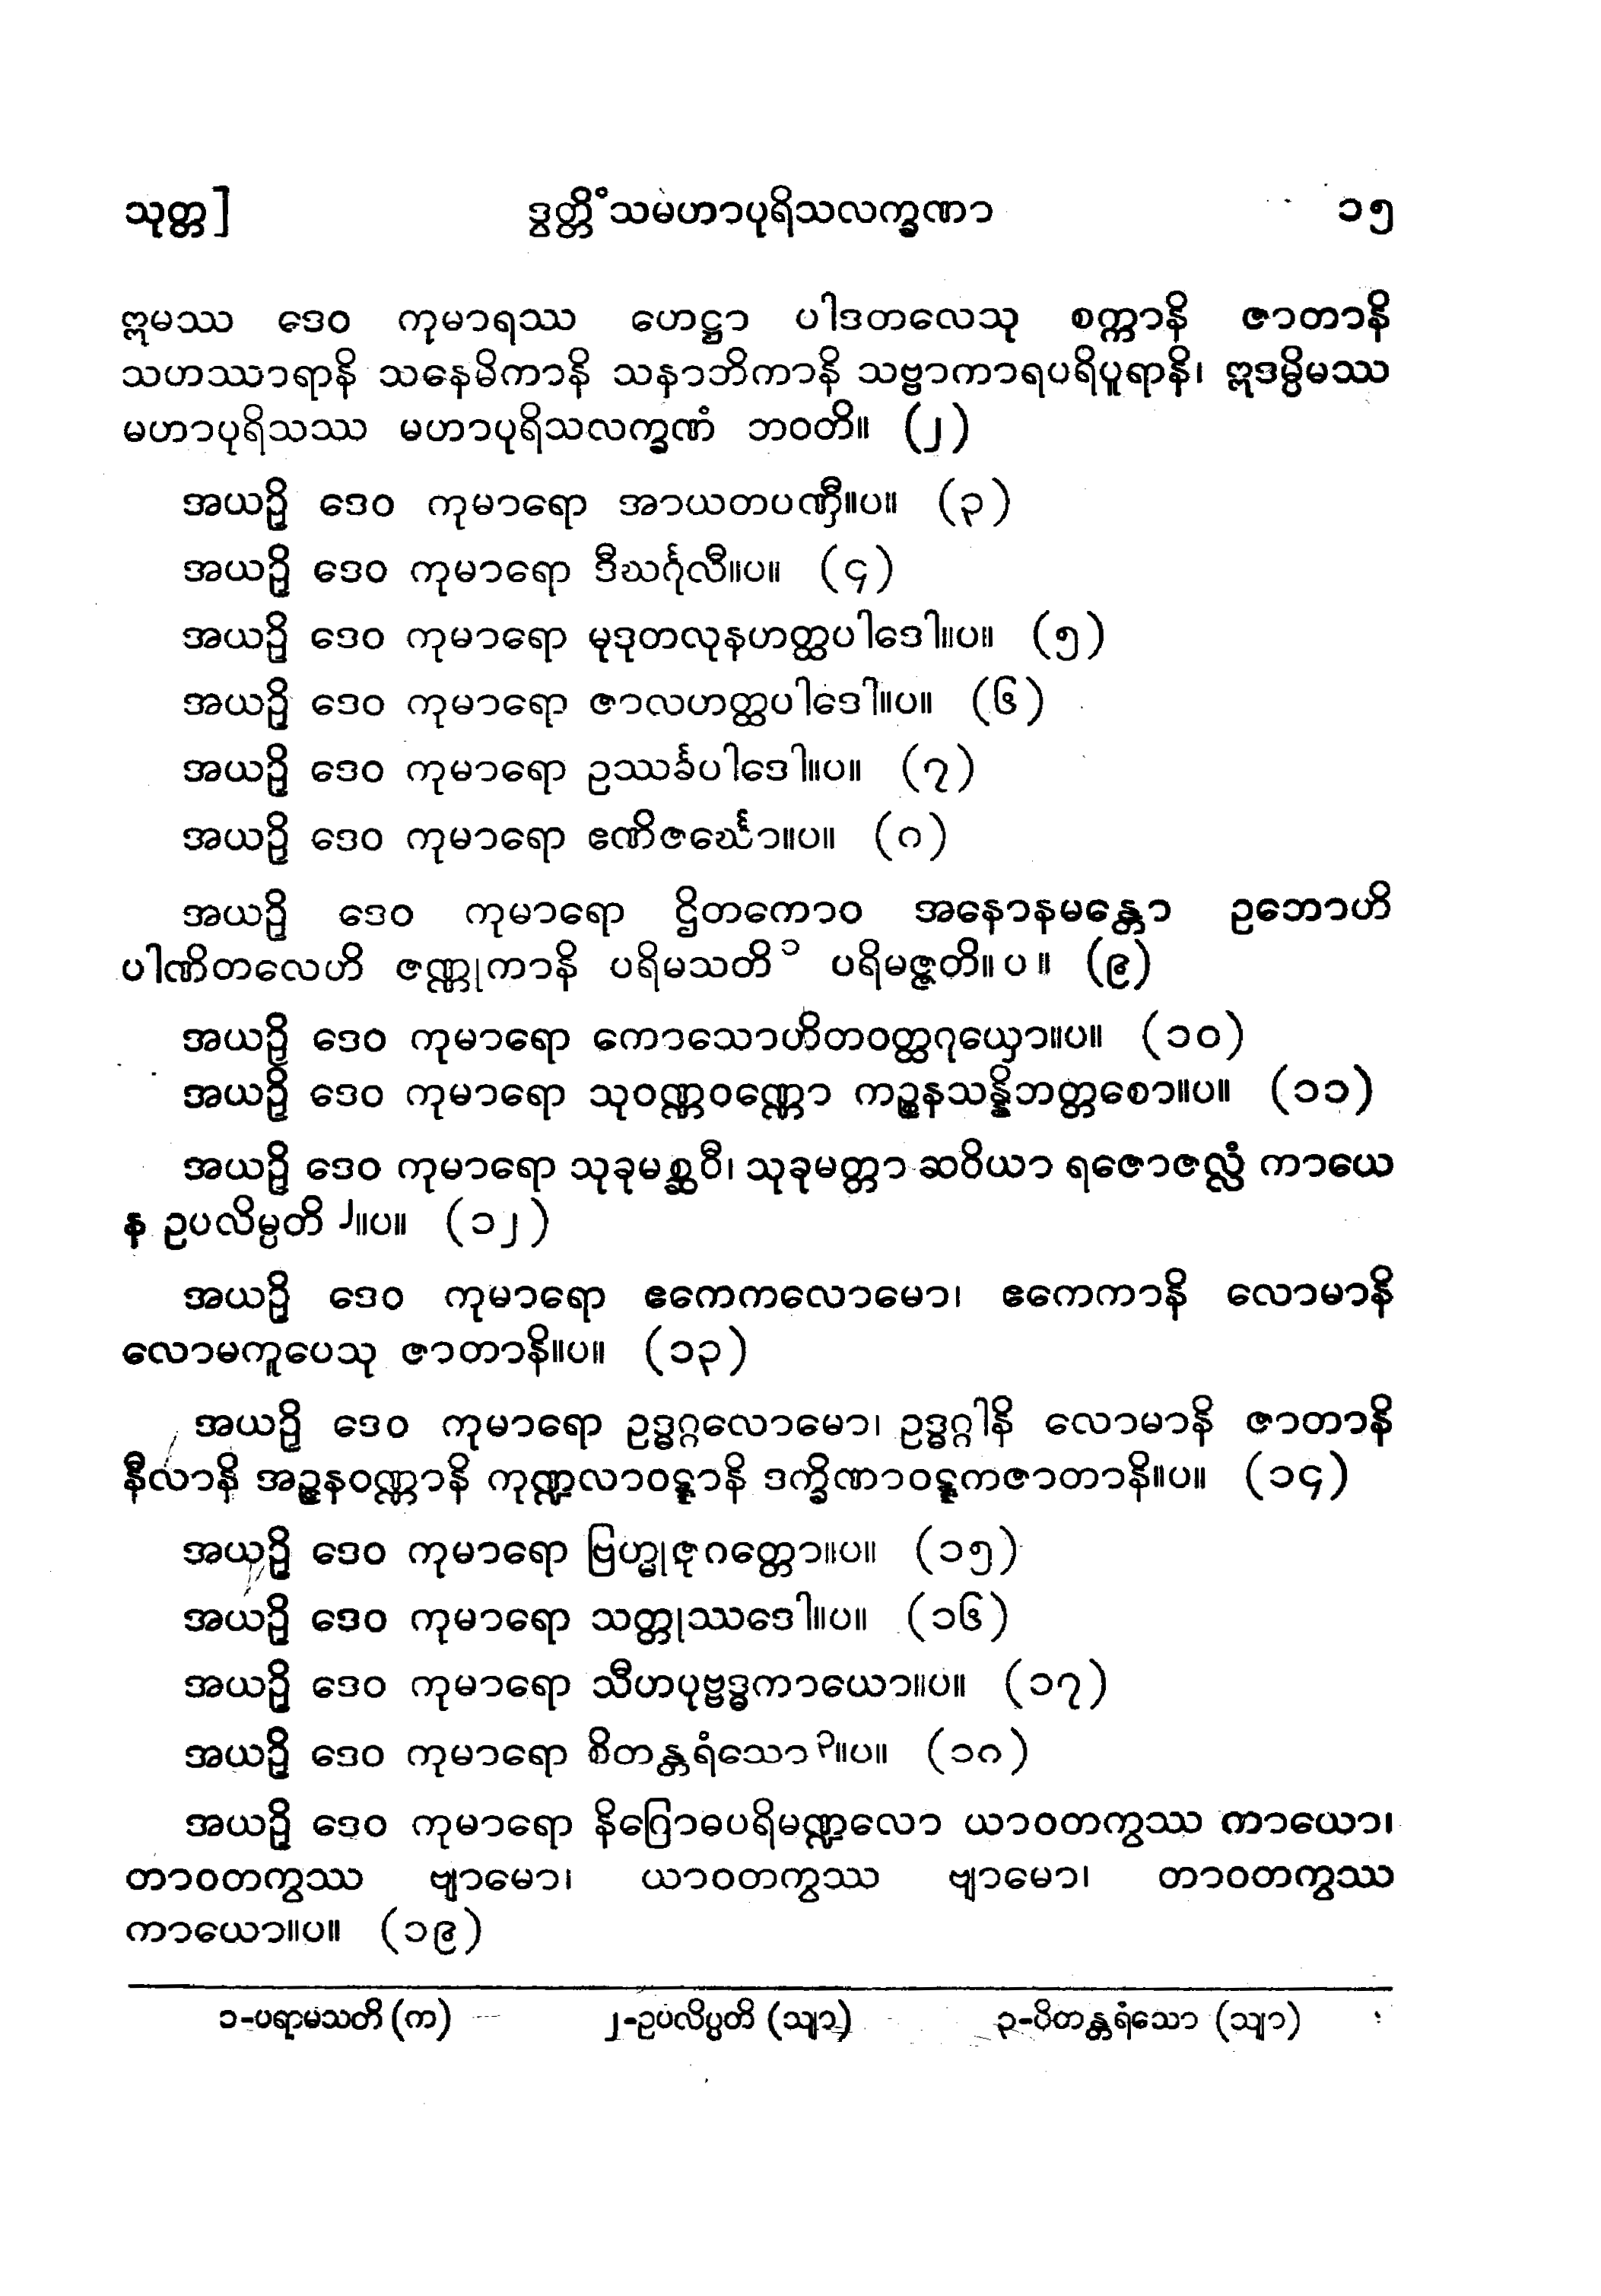 သုတ္တ]
ဒွတ္တိံသမဟာပုရိသလက္ခဏာ
၁၅
ဣမဿ ဒေဝ ကုမာရဿ ဟေဋ္ဌာ ပါဒတလေသု စက္ကာနိ ဇာတာနိ
သဟဿာရာနိ သနေမိကာနိ သနာဘိကာနိ သဗ္ဗာကာရပရိပူရာနိ၊ ဣဒမ္ပိမဿ
မဟာပုရိသဿ မဟာပုရိသလက္ခဏံ ဘဝတိ။ (၂)
အယဉှိ ဒေဝ ကုမာရော အာယတပဏှီ။ပ။ (၃)
အယဉှိ ဒေဝ ကုမာရော ဒီဃင်္ဂုလီ။ပ။ (၄)
အယဉှိ ဒေဝ ကုမာရော မုဒုတလုနဟတ္ထပါဒေါ။ပ။ (၅)
အယဉှိ ဒေဝ ကုမာရော ဇာလဟတ္ထပါဒေါ။ပ။ (၆)
အယဉှိ ဒေဝ ကုမာရော ဥဿင်္ခပါဒေါ။ပ။ (၇)
အယဉှိ ဒေဝ ကုမာရော ဧဏိဇင်္ဃော။ပ။ (၈)
အယဉှိ ဒေဝ ကုမာရော ဌိတကောဝ အနောနမန္တော ဥဘောဟိ
ပါဏိတလေဟိ ဇဏ္ဏုကာနိ ပရိမသတိ၁ ပရိမဇ္ဇတိ။ပ။ (၉)
အယဉှိ ဒေဝ ကုမာရော ကောသောဟိတဝတ္ထဂုယှော။ပ။ (၁၀)
အယဉှိ ဒေဝ ကုမာရော သုဝဏ္ဏဝဏ္ဏော ကဉ္စနသန္နိဘတ္တစော။ပ။ (၁၁)
အယဉှိ ဒေဝ ကုမာရော သုခုမစ္ဆဝီ၊ သုခုမတ္တာ ဆဝိယာ ရဇောဇလ္လံ ကာယေ
န ဥပလိမ္ပတိ၂။ပ။ (၁၂)
အယဉှိ ဒေဝ ကုမာရော ဧကေကလောမော၊ ဧကေကာနိ လောမာနိ
လောမကူပေသု ဇာတာနိ။ပ။ (၁၃)
အယဉှိ ဒေဝ ကုမာရော ဥဒ္ဓဂ္ဂလောမော၊ ဥဒ္ဓဂ္ဂါနိ လောမာနိ ဇာတာနိ
နီလာနိ အဉ္ဇနဝဏ္ဏာနိ ကုဏ္ဍလာဝဋ္ဋာနိ ဒက္ခိဏာဝဋ္ဋကဇာတာနိ။ပ။ (၁၄)
အယဉှိ ဒေဝ ကုမာရော ဗြဟ္မုဇုဂတ္တော။ပ။ (၁၅)
အယဉှိ ဒေဝ ကုမာရော သတ္တုဿဒေါ။ပ။ (၁၆)
အယဉှိ ဒေဝ ကုမာရော သီဟပုဗ္ဗဒ္ဓကာယော။ပ။ (၁၇)
အယဉှိ ဒေဝ ကုမာရော စိတန္တရံသော၃။ပ။ (၁၈)
အယဉှိ ဒေဝ ကုမာရော နိဂြောဓပရိမဏ္ဍလော ယာဝတကွဿ ကာယော၊
တာဝတကွဿ ဗျာမော၊ ယာဝတကွဿ ဗျာမော၊ တာဝတကွဿ
ကာယော။ပ။ (၁၉)
၁-ပရာမသတိ (က)
၂-ဥပလိပ္ပတိ (သျာ)
၃-ပိတန္တရံသော (သျာ)